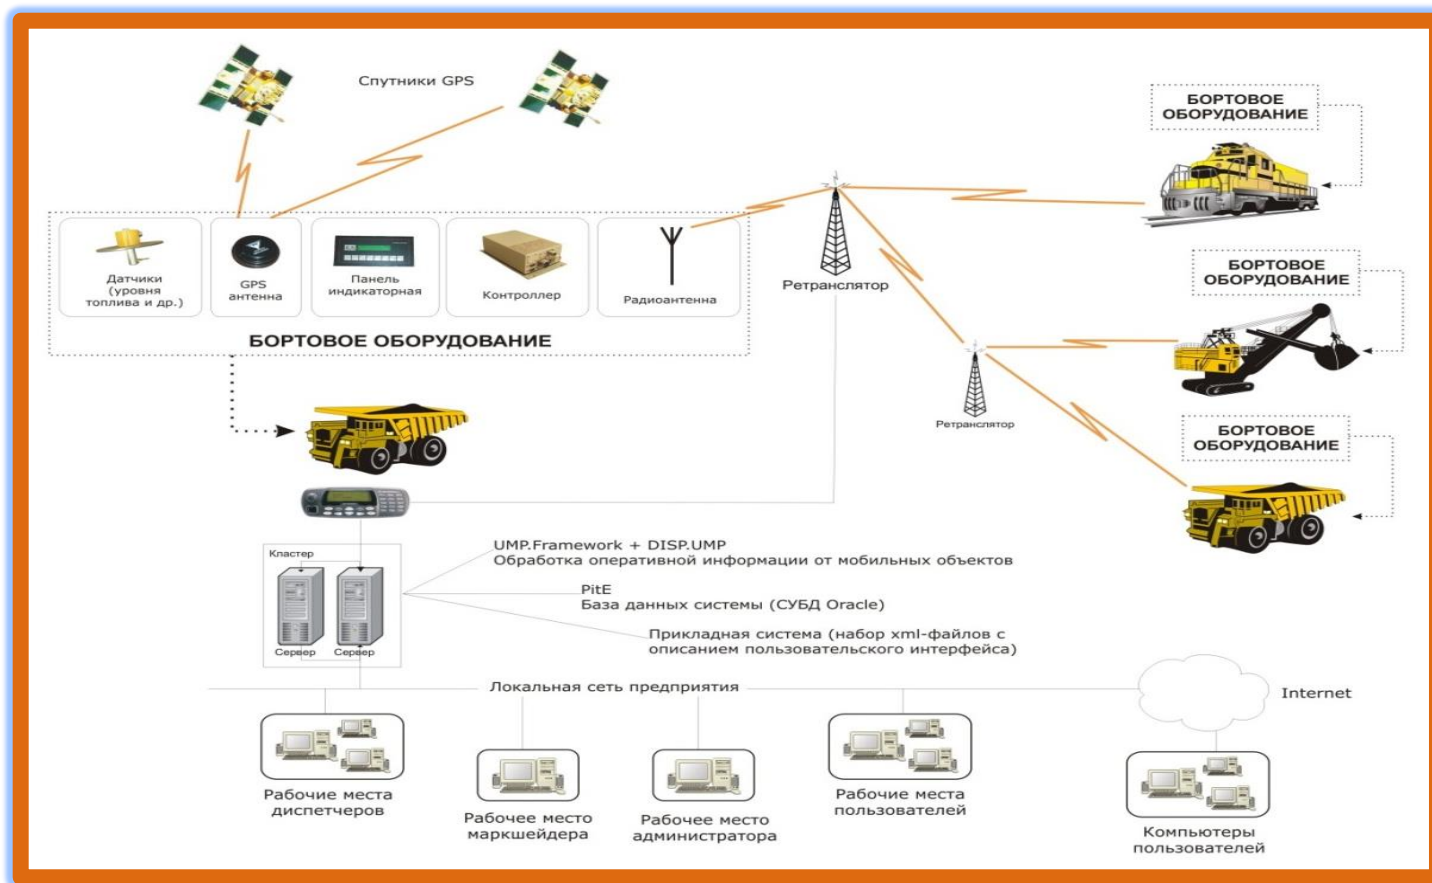 Спутники GPS
БОРТОВОЕ
ОБОРУДОВАНИЕ
Датчики
(уровня
топлива и др.)
GPS
антенна
Панель
индикаторная
Контроллер
Радиоантенна
БОРТОВОЕ ОБОРУДОВАНИЕ
Ретранслятор
БОРТОВОЕ
ОБОРУДОВАНИЕ
Ретранслятор
БОРТОВОЕ
ОБОРУДОВАНИЕ
Кластер
Сервер
Сервер
UMP.Framework + DISP.UMP
Обработка оперативной информации от мобильных объектов
PitE
База данных системы (СУБД Oracle)
Прикладная система (набор xml-файлов с
описанием пользовательского интерфейса)
Локальная сеть предприятия
Internet
Рабочие места
диспетчеров
Рабочее место
маркшейдера
Рабочее место
администратора
Рабочие места
пользователей
Компьютеры
пользователей